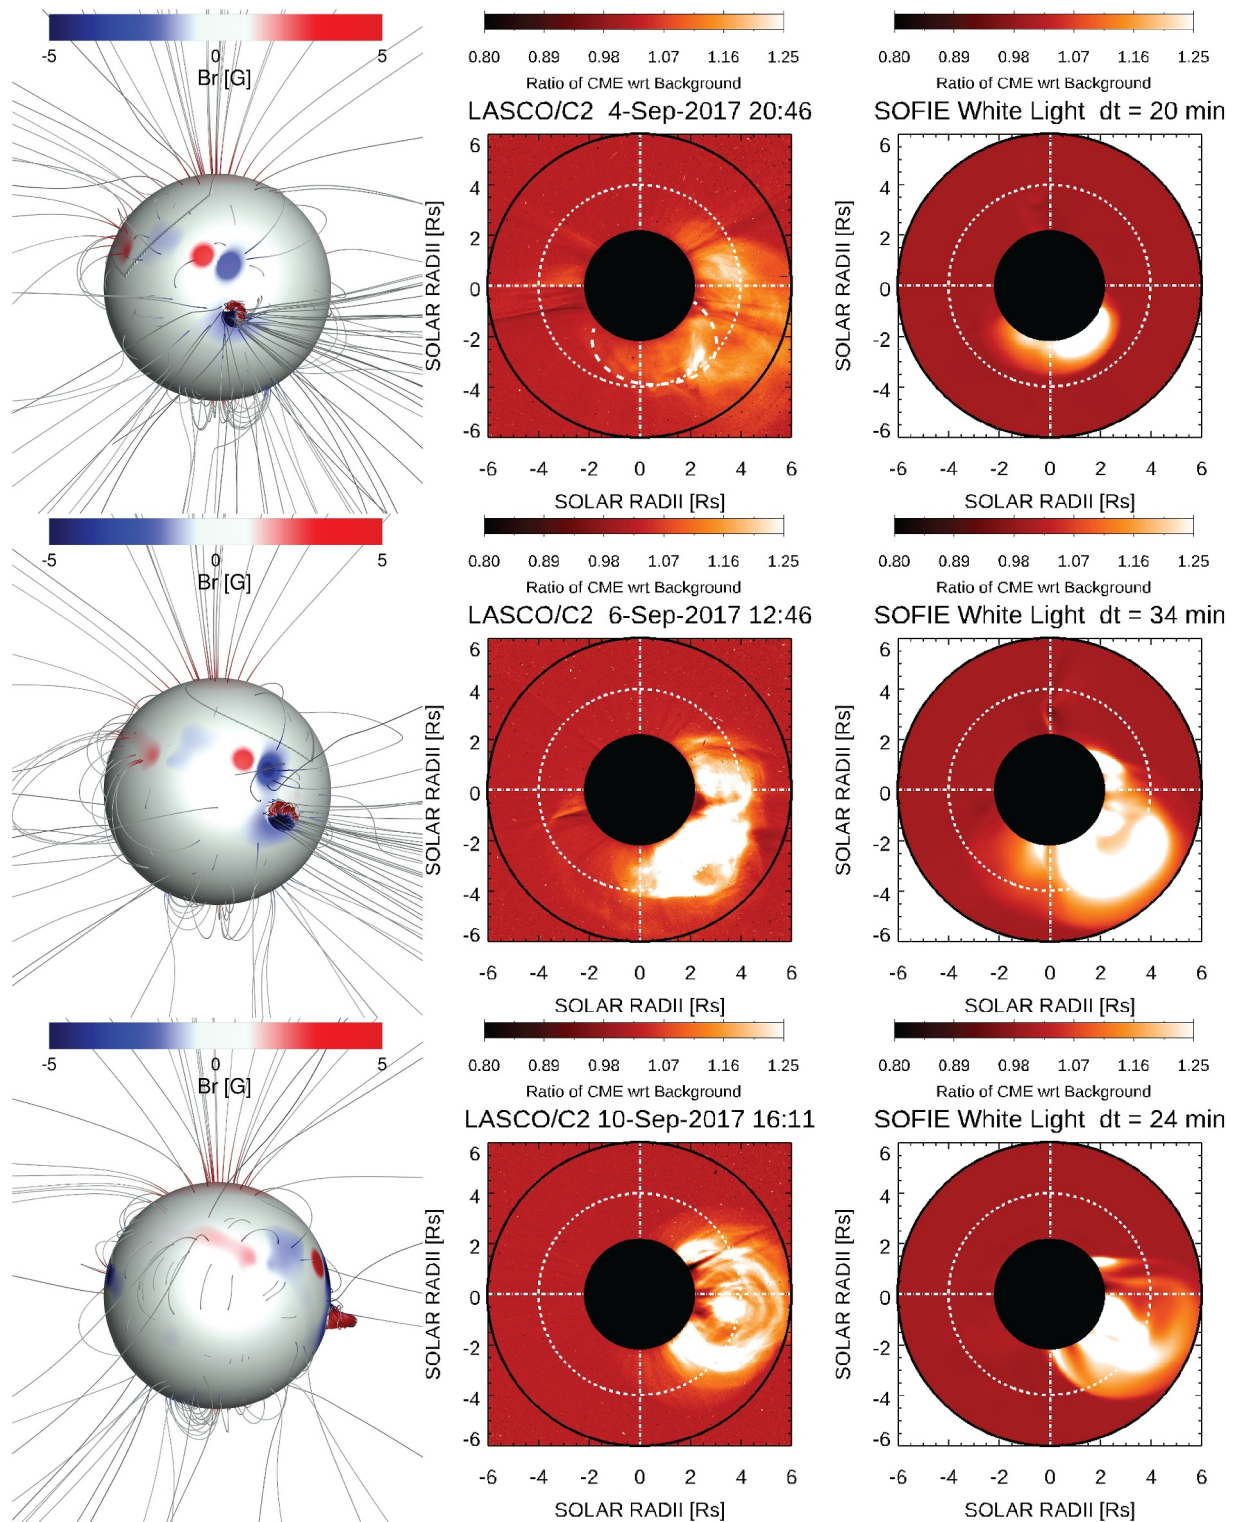 -5 0 5
Br [G]
0.80 0.89 0.98 1.07 1.16 1.25
Ratio of CME wrt Background
LASCO/C2 4-Sep-2017 20:46
6
4
2
0
-2
-4
-6
SOLAR RADII [Rs]
-6 -4 -2 0 2 4 6
SOLAR RADII [Rs]
0.80 0.89 0.98 1.07 1.16 1.25
Ratio of CME wrt Background
SOFIE White Light dt = 20 min
6
4
2
0
-2
-4
-6
SOLAR RADII [Rs]
-6 -4 -2 0 2 4 6
SOLAR RADII [Rs]
-5 0 5
Br [G]
0.80 0.89 0.98 1.07 1.16 1.25
Ratio of CME wrt Background
LASCO/C2 6-Sep-2017 12:46
6
4
2
0
-2
-4
-6
SOLAR RADII [Rs]
-6 -4 -2 0 2 4 6
SOLAR RADII [Rs]
0.80 0.89 0.98 1.07 1.16 1.25
Ratio of CME wrt Background
SOFIE White Light dt = 34 min
6
4
2
0
-2
-4
-6
SOLAR RADII [Rs]
-6 -4 -2 0 2 4 6
SOLAR RADII [Rs]
-5 0 5
Br [G]
0.80 0.89 0.98 1.07 1.16 1.25
Ratio of CME wrt Background
LASCO/C2 10-Sep-2017 16:11
6
4
2
0
-2
-4
-6
SOLAR RADII [Rs]
-6 -4 -2 0 2 4 6
SOLAR RADII [Rs]
0.80 0.89 0.98 1.07 1.16 1.25
Ratio of CME wrt Background
SOFIE White Light dt = 24 min
6
4
2
0
-2
-4
-6
SOLAR RADII [Rs]
-6 -4 -2 0 2 4 6
SOLAR RADII [Rs]